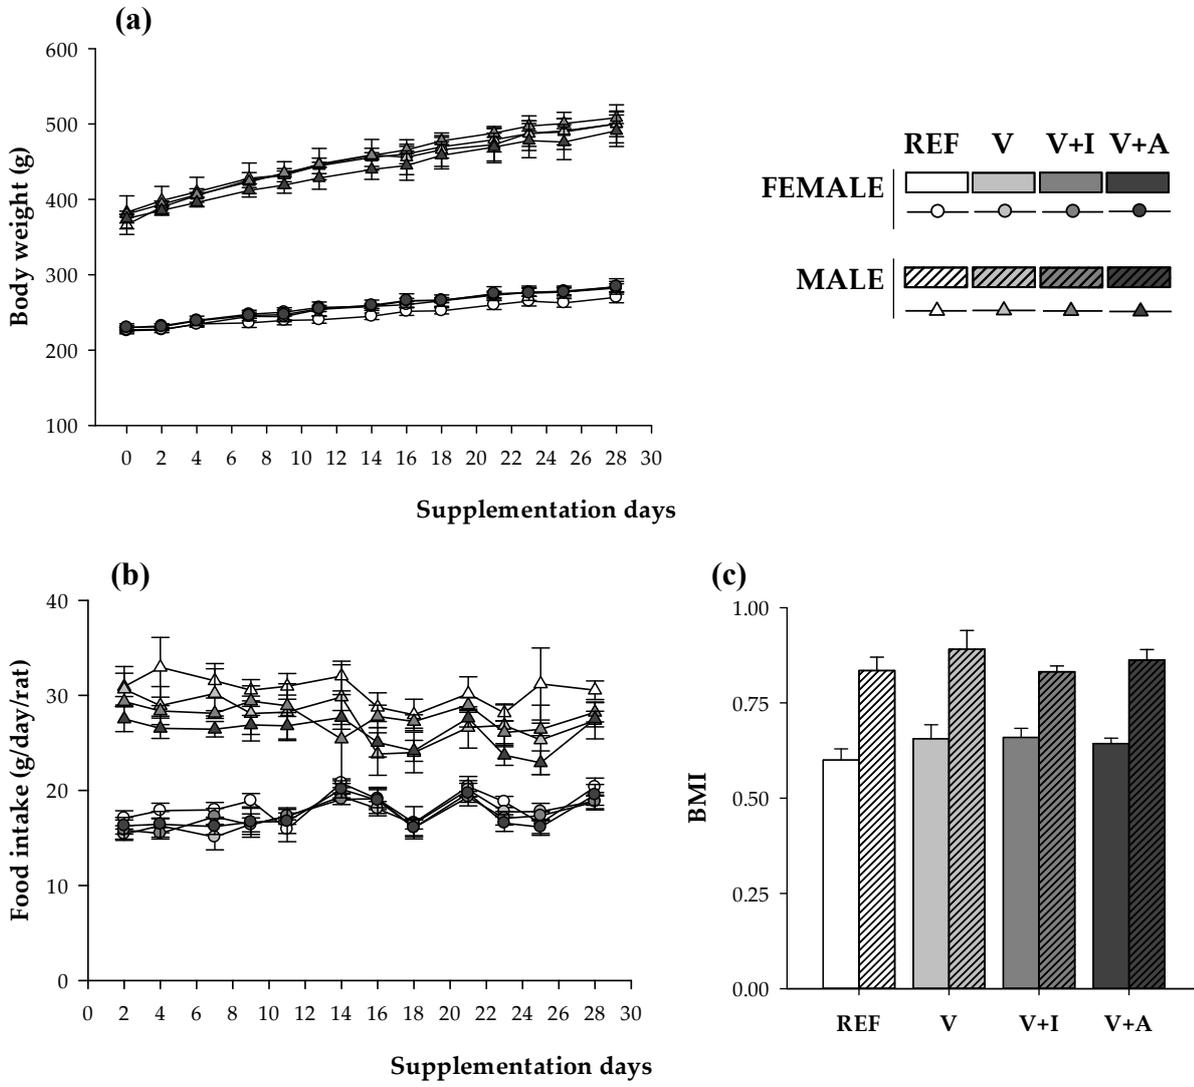 (a)
600
500
400
300
200
100
Body weight (g)
0 2 4 6 8 10 12 14 16 18 20 22 24 26 28 30
Supplementation days
REF V V+I V+A
FEMALE
MALE
(b)
40
30
20
10
0
Food intake (g/day/rat)
0 2 4 6 8 10 12 14 16 18 20 22 24 26 28 30
Supplementation days
(c)
1.00
0.75
0.50
0.25
0.00
BMI
REF V V+I V+A